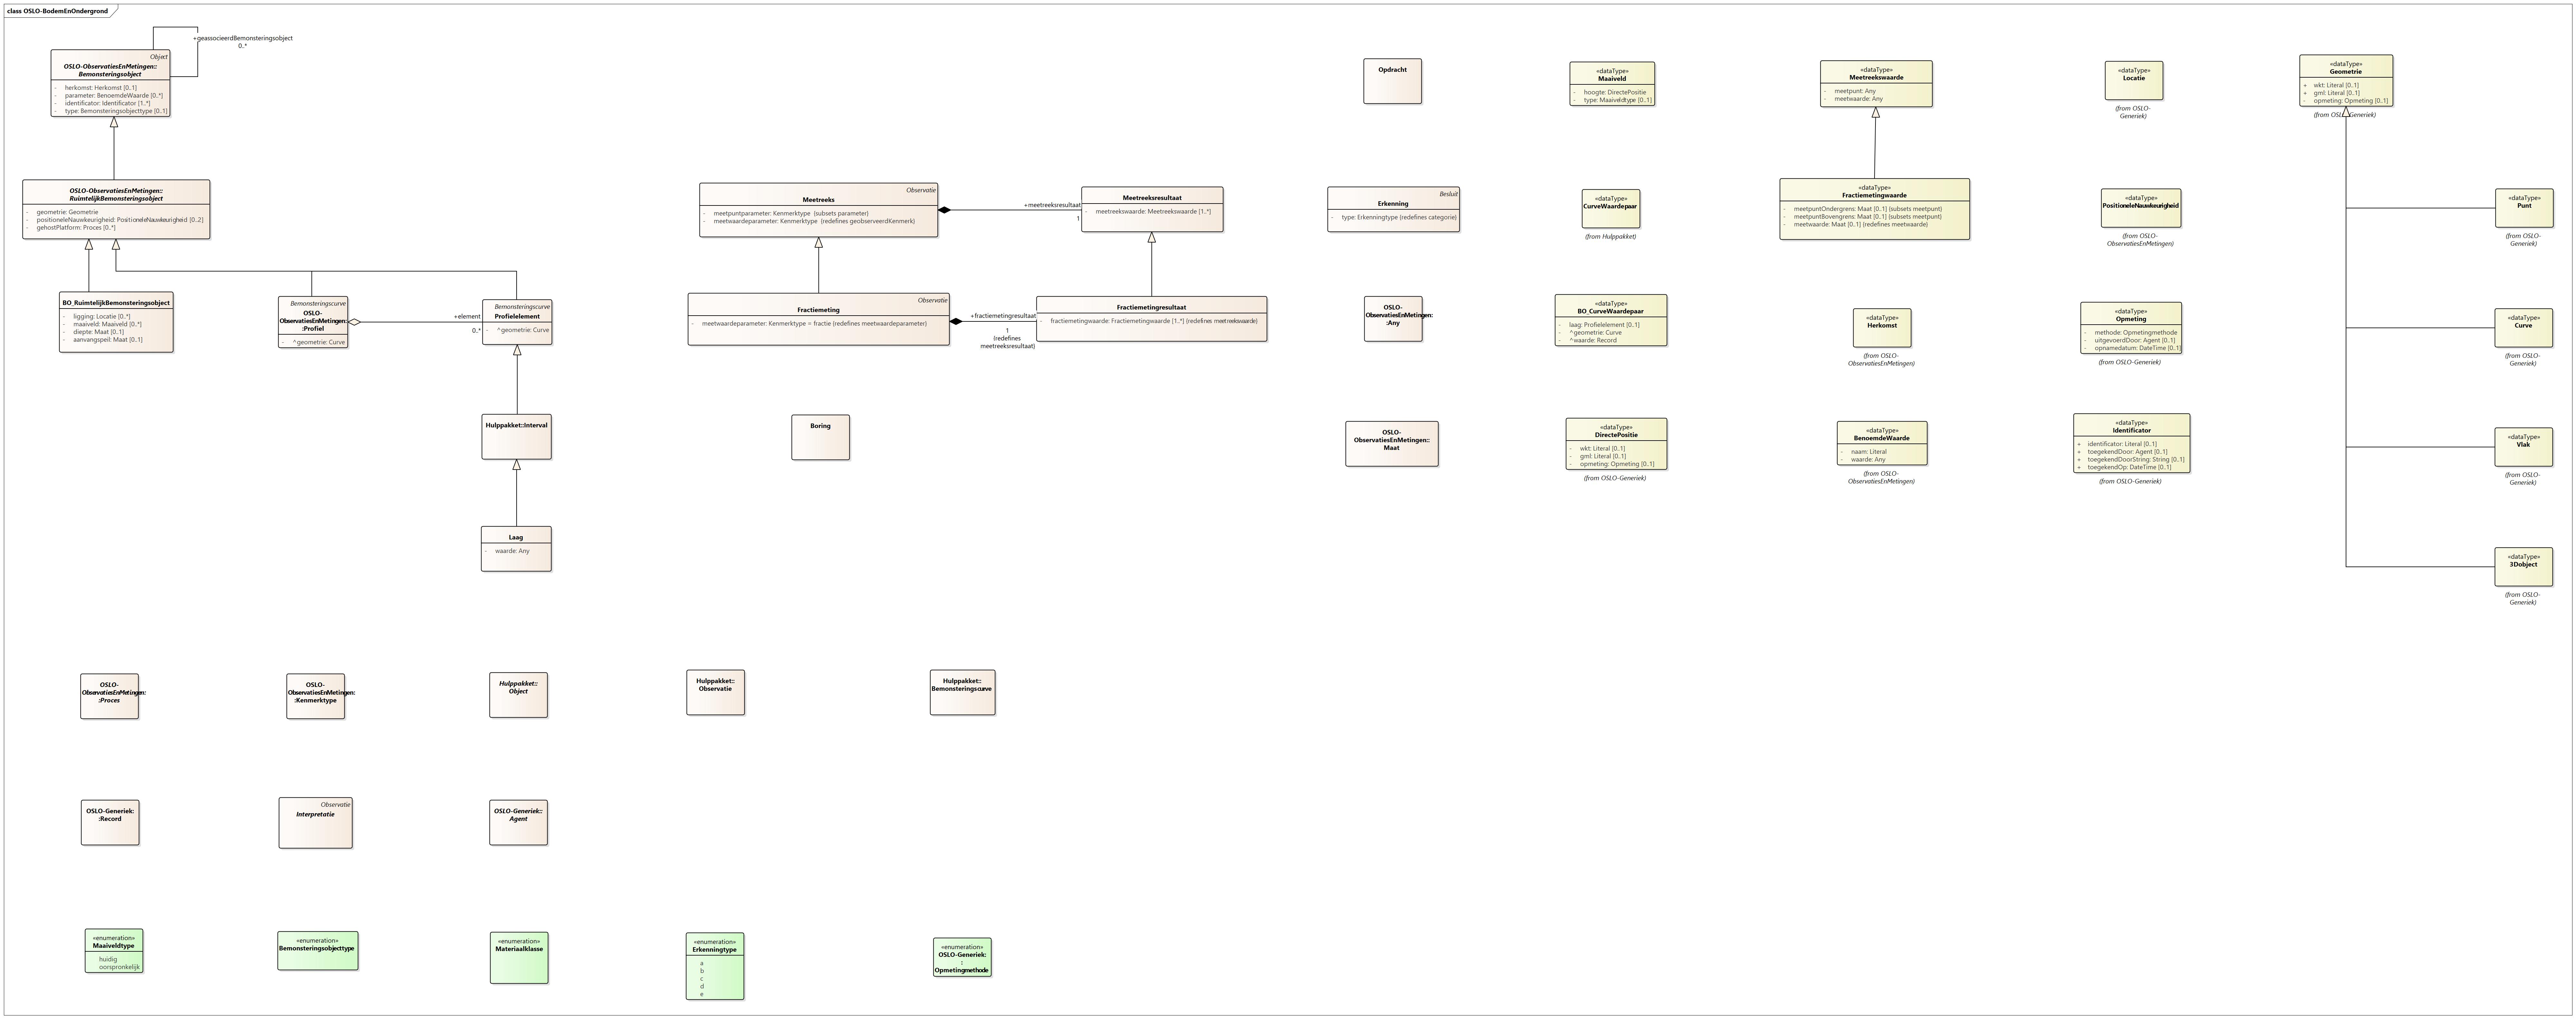 class OSLO-BodemEnOndergrond
+geassocieerdBemonsteringsobject
0..*
Object
OSLO-ObservatiesEnMetingen::
Bemonsteringsobject
- herkomst: Herkomst [0..1]
- parameter: BenoemdeWaarde [0..*]
- identificator: Identificator [1..*]
- type: Bemonsteringsobjecttype [0..1]
OSLO-ObservatiesEnMetingen::
RuimtelijkBemonsteringsobject
- geometrie: Geometrie
- positioneleNauwkeurigheid: PositioneleNauwkeurigheid [0..2]
- gehostPlatform: Proces [0..*]
BO_RuimtelijkBemonsteringsobject
- ligging: Locatie [0..*]
- maaiveld: Maaiveld [0..*]
- diepte: Maat [0..1]
- aanvangspeil: Maat [0..1]
Bemonsteringscurve
OSLO-
ObservatiesEnMetingen:
:Profiel
- ^geometrie: Curve
+element
0..*
Bemonsteringscurve
Profielelement
- ^geometrie: Curve
Hulppakket::Interval
Laag
- waarde: Any
Observatie
Meetreeks
- meetpuntparameter: Kenmerktype (subsets parameter)
- meetwaardeparameter: Kenmerktype (redefines geobserveerdKenmerk)
+meetreeksresultaat
1
Meetreeksresultaat
- meetreekswaarde: Meetreekswaarde [1..*]
Observatie
Fractiemeting
- meetwaardeparameter: Kenmerktype = fractie (redefines meetwaardeparameter)
+fractiemetingresultaat
1
(redefines
meetreeksresultaat)
Fractiemetingresultaat
- fractiemetingwaarde: Fractiemetingwaarde [1..*] (redefines meetreekswaarde)
Boring
Opdracht
Besluit
Erkenning
- type: Erkenningtype (redefines categorie)
OSLO-
ObservatiesEnMetingen:
:Any
OSLO-
ObservatiesEnMetingen::
Maat
«dataType»
Maaiveld
- hoogte: DirectePositie
- type: Maaiveldtype [0..1]
«dataType»
CurveWaardepaar
(from Hulppakket)
«dataType»
BO_CurveWaardepaar
- laag: Profielelement [0..1]
- ^geometrie: Curve
- ^waarde: Record
«dataType»
DirectePositie
- wkt: Literal [0..1]
- gml: Literal [0..1]
- opmeting: Opmeting [0..1]
(from OSLO-Generiek)
«dataType»
Meetreekswaarde
- meetpunt: Any
- meetwaarde: Any
«dataType»
Fractiemetingwaarde
- meetpuntOndergrens: Maat [0..1] (subsets meetpunt)
- meetpuntBovengrens: Maat [0..1] (subsets meetpunt)
- meetwaarde: Maat [0..1] (redefines meetwaarde)
«dataType»
Herkomst
(from OSLO-
ObservatiesEnMetingen)
«dataType»
BenoemdeWaarde
- naam: Literal
- waarde: Any
(from OSLO-
ObservatiesEnMetingen)
«dataType»
Locatie
(from OSLO-
Generiek)
«dataType»
PositioneleNauwkeurigheid
(from OSLO-
ObservatiesEnMetingen)
«dataType»
Opmeting
- methode: Opmetingmethode
- uitgevoerdDoor: Agent [0..1]
- opnamedatum: DateTime [0..1]
(from OSLO-Generiek)
«dataType»
Identificator
+ identificator: Literal [0..1]
+ toegekendDoor: Agent [0..1]
+ toegekendDoorString: String [0..1]
+ toegekendOp: DateTime [0..1]
(from OSLO-Generiek)
«dataType»
Geometrie
+ wkt: Literal [0..1]
+ gml: Literal [0..1]
- opmeting: Opmeting [0..1]
(from OSLO-Generiek)
«dataType»
Punt
(from OSLO-
Generiek)
«dataType»
Curve
(from OSLO-
Generiek)
«dataType»
Vlak
(from OSLO-
Generiek)
«dataType»
3Dobject
(from OSLO-
Generiek)
OSLO-
ObservatiesEnMetingen:
:Proces
OSLO-
ObservatiesEnMetingen:
:Kenmerktype
Hulppakket::
Object
Hulppakket::
Observatie
Hulppakket::
Bemonsteringscurve
OSLO-Generiek:
:Record
Observatie
Interpretatie
OSLO-Generiek::
Agent
«enumeration»
Maaiveldtype
huidig
oorspronkelijk
«enumeration»
Bemonsteringsobjecttype
«enumeration»
Materiaalklasse
«enumeration»
Erkenningtype
a
b
c
d
e
«enumeration»
OSLO-Generiek:
:
Opmetingmethode